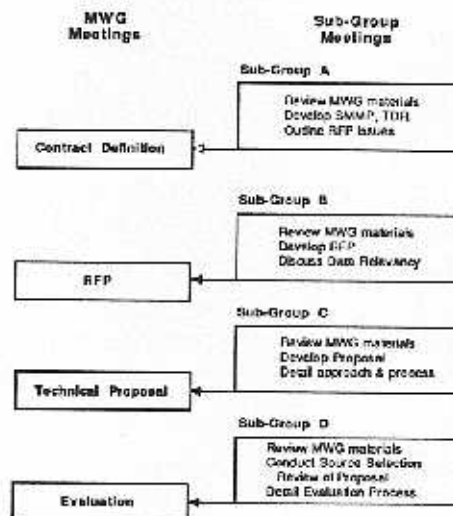 MWG
Meetings
Sub-Group
Meetings
Sub-Group A
Review MWG materials
Develop SMMP, TOR
Outline RFP Issues
Contract Definition
Sub-Group B
Review MWG materials
Develop RFP
Discuss Data Relevancy
RFP
Sub-Group C
Review MWG materials
Develop Proposal
Detail approach & process
Technical Proposal
Sub-Group D
Review MWG materials
Conduct Source Selection
Review of Proposal
Detail Evaluation Process
Evaluation